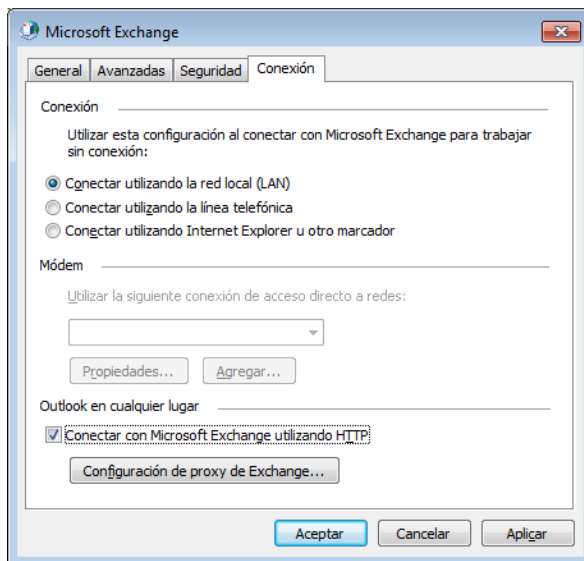 Microsoft Exchange
General Avanzadas Seguridad Conexión
Conexión
Utilizar esta configuración al conectar con Microsoft Exchange para trabajar
sin conexión:
Conectar utilizando la red local (LAN)
Conectar utilizando la línea telefónica
Conectar utilizando Internet Explorer u otro marcador
Módem
Utilizar la siguiente conexión de acceso directo a redes:
Propiedades... Agregar...
Outlook en cualquier lugar
Conectar con Microsoft Exchange utilizando HTTP
Configuración de proxy de Exchange...
Aceptar Cancelar Aplicar